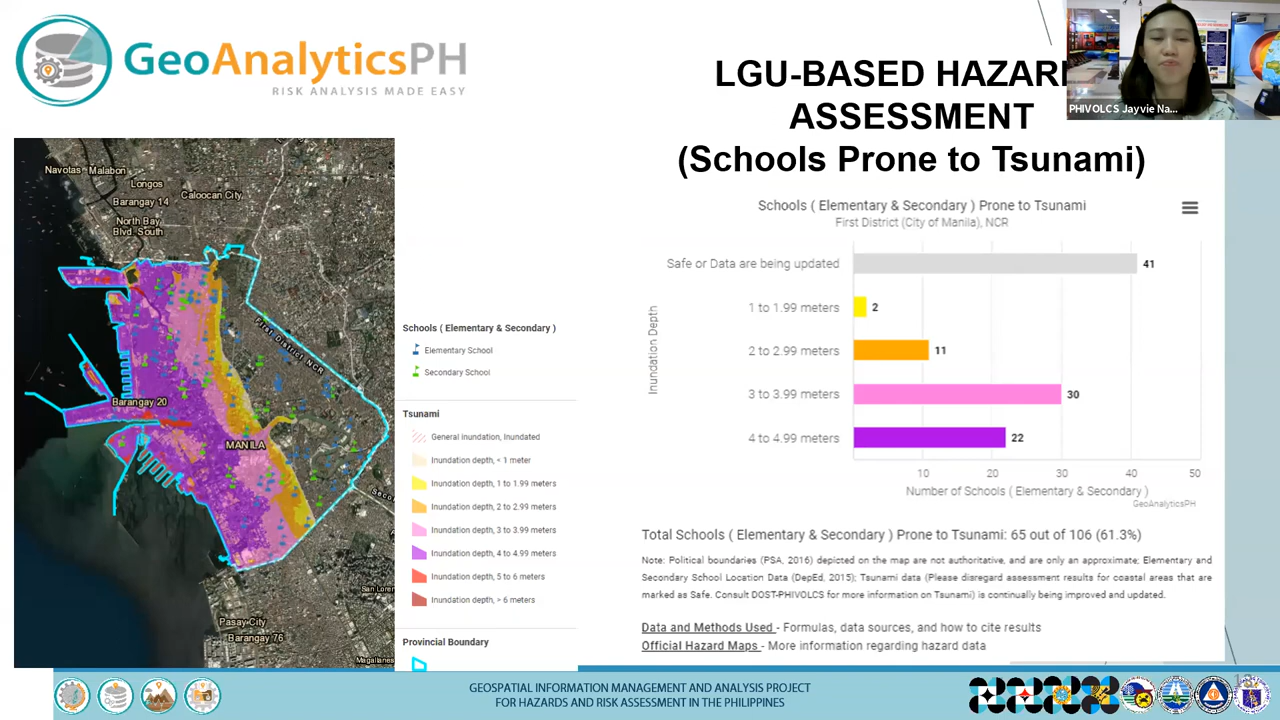 GeoAnalyticsPH
RISK ANALYSIS MADE EASY
LGU-BASED HAZAR
ASSESSMENT
(Schools Prone to Tsunami)
PHIVOLCS Jayvie Na...
Navotas Malabon
Longos
Barangay 14
Caloocan City
North Bay
Blvd. South
First District, NCR
Barangay 20
MANILA
Seco
San Loren
Pasay City
Barangay 76
Magallanes
Schools ( Elementary & Secondary )
Elementary School
Secondary School
Tsunami
General Inundation, Inundated
Inundation depth, < 1 meter
Inundation depth, 1 to 1.99 meters
Inundation depth, 2 to 2.99 meters
Inundation depth, 3 to 3.99 meters
Inundation depth, 4 to 4.99 meters
Inundation depth, 5 to 6 meters
Inundation depth, > 6 meters
Provincial Boundary
Schools ( Elementary & Secondary ) Prone to Tsunami
First District (City of Manila), NCR
Inundation Depth
Safe or Data are being updated 41
1 to 1.99 meters 2
2 to 2.99 meters 11
3 to 3.99 meters 30
4 to 4.99 meters 22
10 20 30 40 50
Number of Schools ( Elementary & Secondary )
GeoAnalyticsPH
Total Schools ( Elementary & Secondary ) Prone to Tsunami: 65 out of 106 (61.3%)
Note: Political boundaries (PSA, 2016) depicted on the map are not authoritative, and are only an approximate; Elementary and
Secondary School Location Data (DepEd, 2015); Tsunami data (Please disregard assessment results for coastal areas that are
marked as Safe. Consult DOST-PHIVOLCS for more information on Tsunami) is continually being improved and updated.
Data and Methods Used - Formulas, data sources, and how to cite results
Official Hazard Maps - More information regarding hazard data
GEOSPATIAL INFORMATION MANAGEMENT AND ANALYSIS PROJECT
FOR HAZARDS AND RISK ASSESSMENT IN THE PHILIPPINES